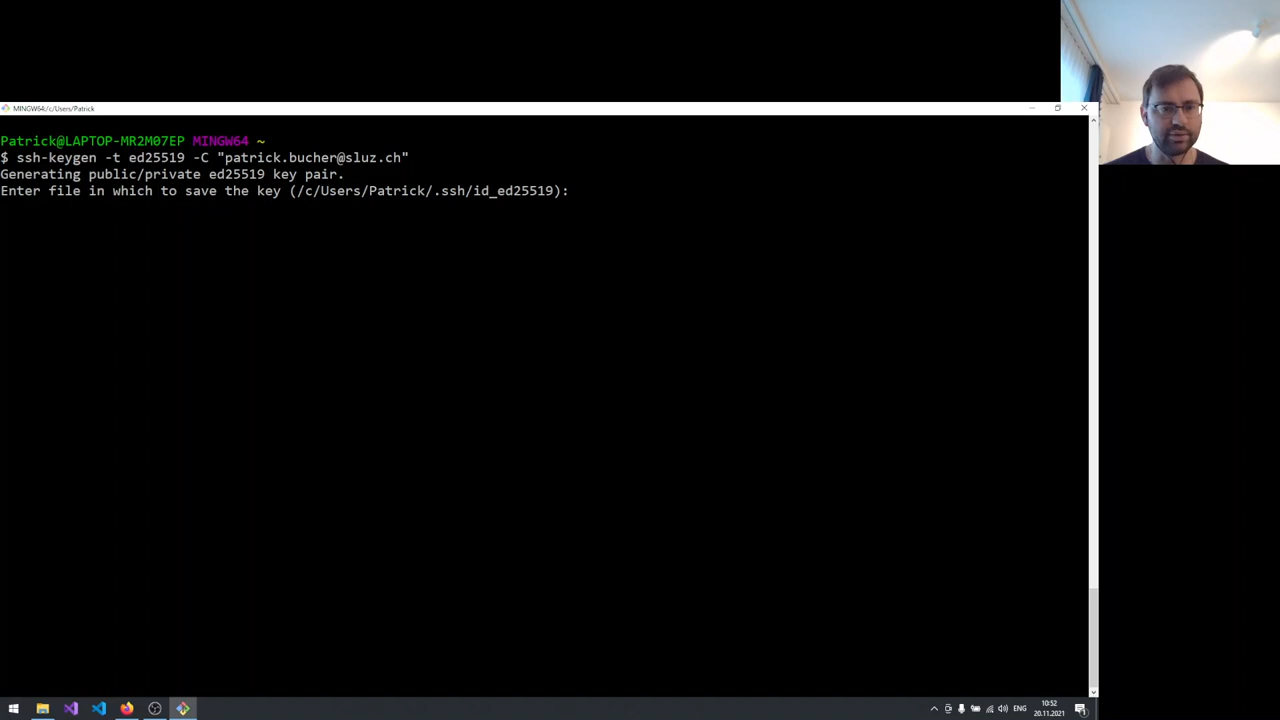 MINGW64:/c/Users/Patrick
Patrick@LAPTOP-MR2M07EP MINGW64 ~
$ ssh-keygen -t ed25519 -C "patrick.bucher@sluz.ch"
Generating public/private ed25519 key pair.
Enter file in which to save the key (/c/Users/Patrick/.ssh/id_ed25519):
ENG
10:52
20.11.2021